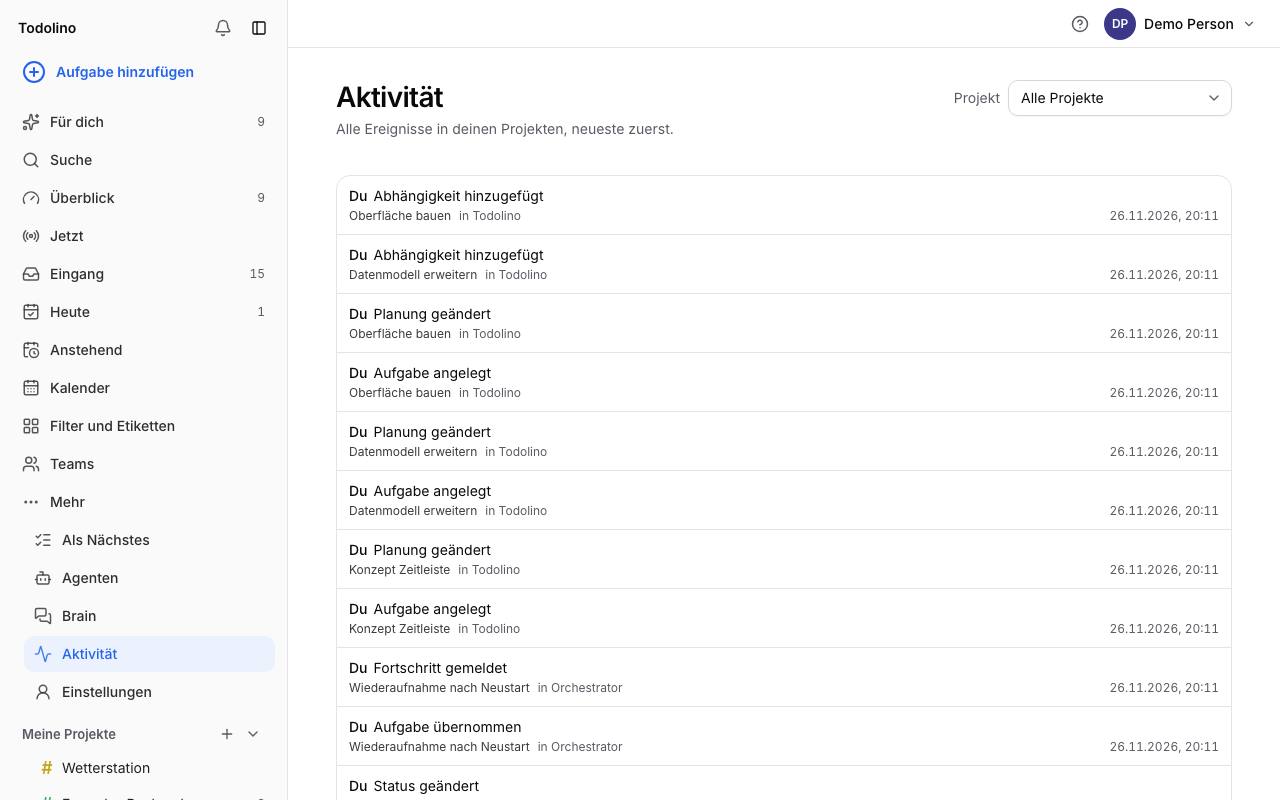 Todolino
Aufgabe hinzufügen
Für dich 9
Suche
Überblick 9
Jetzt
Eingang 15
Heute 1
Anstehend
Kalender
Filter und Etiketten
Teams
Mehr
Als Nächstes
Agenten
Brain
Aktivität
Einstellungen
Meine Projekte
Wetterstation
DP Demo Person
Aktivität
Projekt Alle Projekte
Alle Ereignisse in deinen Projekten, neueste zuerst.
Du Abhängigkeit hinzugefügt
Oberfläche bauen in Todolino 26.11.2026, 20:11
Du Abhängigkeit hinzugefügt
Datenmodell erweitern in Todolino 26.11.2026, 20:11
Du Planung geändert
Oberfläche bauen in Todolino 26.11.2026, 20:11
Du Aufgabe angelegt
Oberfläche bauen in Todolino 26.11.2026, 20:11
Du Planung geändert
Datenmodell erweitern in Todolino 26.11.2026, 20:11
Du Aufgabe angelegt
Datenmodell erweitern in Todolino 26.11.2026, 20:11
Du Planung geändert
Konzept Zeitleiste in Todolino 26.11.2026, 20:11
Du Aufgabe angelegt
Konzept Zeitleiste in Todolino 26.11.2026, 20:11
Du Fortschritt gemeldet
Wiederaufnahme nach Neustart in Orchestrator 26.11.2026, 20:11
Du Aufgabe übernommen
Wiederaufnahme nach Neustart in Orchestrator 26.11.2026, 20:11
Du Status geändert